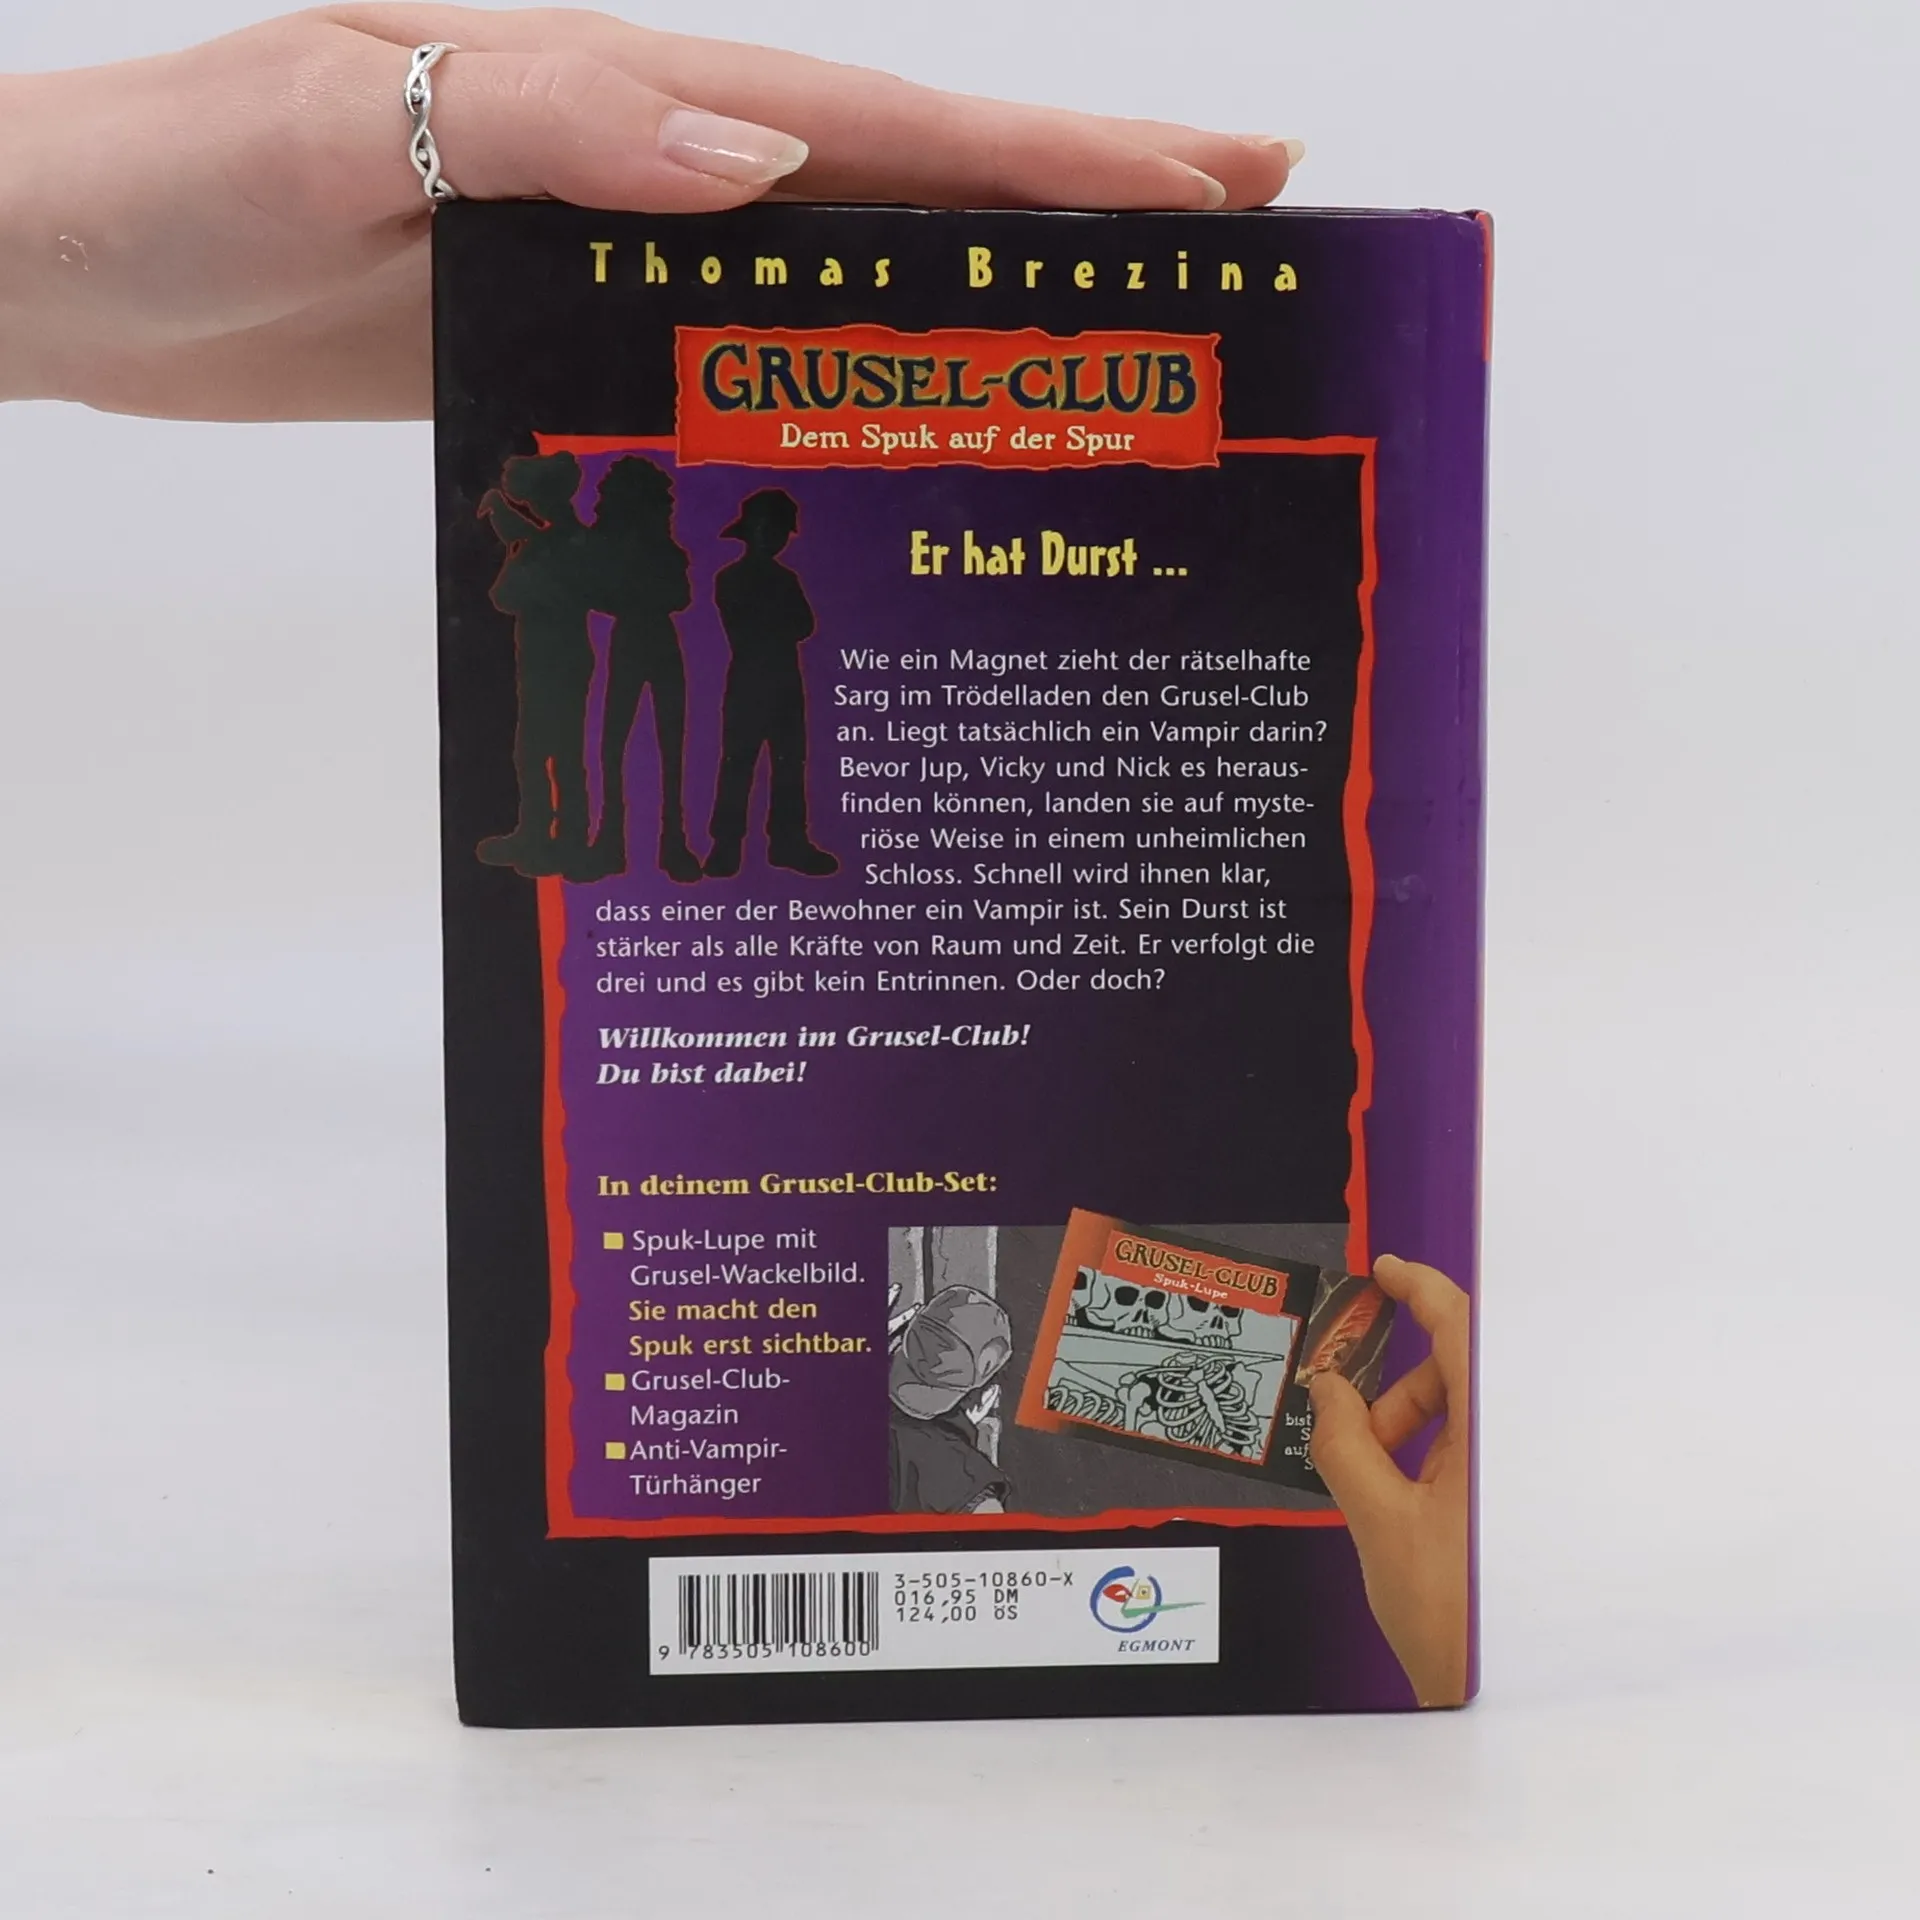 Thomas Brezina
GRUSEL-CLUB
Dem Spuk auf der Spur
Er hat Durst ...
Wie ein Magnet zieht der rätselhafte
Sarg im Trödelladen den Grusel-Club
an. Liegt tatsächlich ein Vampir darin?
Bevor Jup, Vicky und Nick es heraus-
finden können, landen sie auf myste-
riöse Weise in einem unheimlichen
Schloss. Schnell wird ihnen klar,
dass einer der Bewohner ein Vampir ist. Sein Durst ist
stärker als alle Kräfte von Raum und Zeit. Er verfolgt die
drei und es gibt kein Entrinnen. Oder doch?
Willkommen im Grusel-Club!
Du bist dabei!
In deinem Grusel-Club-Set:
Spuk-Lupe mit
Grusel-Wackelbild.
Sie macht den
Spuk erst sichtbar.
Grusel-Club-
Magazin
Anti-Vampir-
Türhänger
GRUSEL-CLUB
Spuk-Lupe
bist
S
auf
S
3-505-10860-X
016,95 DM
124,00 öS
9 783505 108600
EGMONT